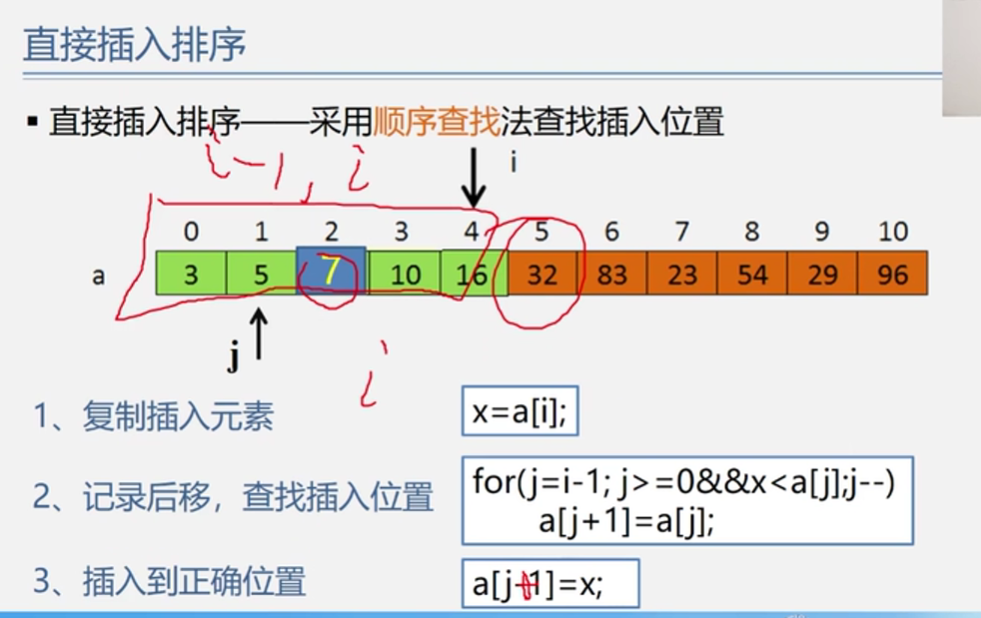 直接插入排序
▪ 直接插入排序——采用顺序查找法查找插入位置
i-1, i
i
0 1 2 3 4 5 6 7 8 9 10
a 3 5 7 10 16 32 83 23 54 29 96
j
i
1、复制插入元素 x=a[i];
2、记录后移，查找插入位置 for(j=i-1; j>=0&&x<a[j];j--)
a[j+1]=a[j];
3、插入到正确位置 a[j+1]=x;